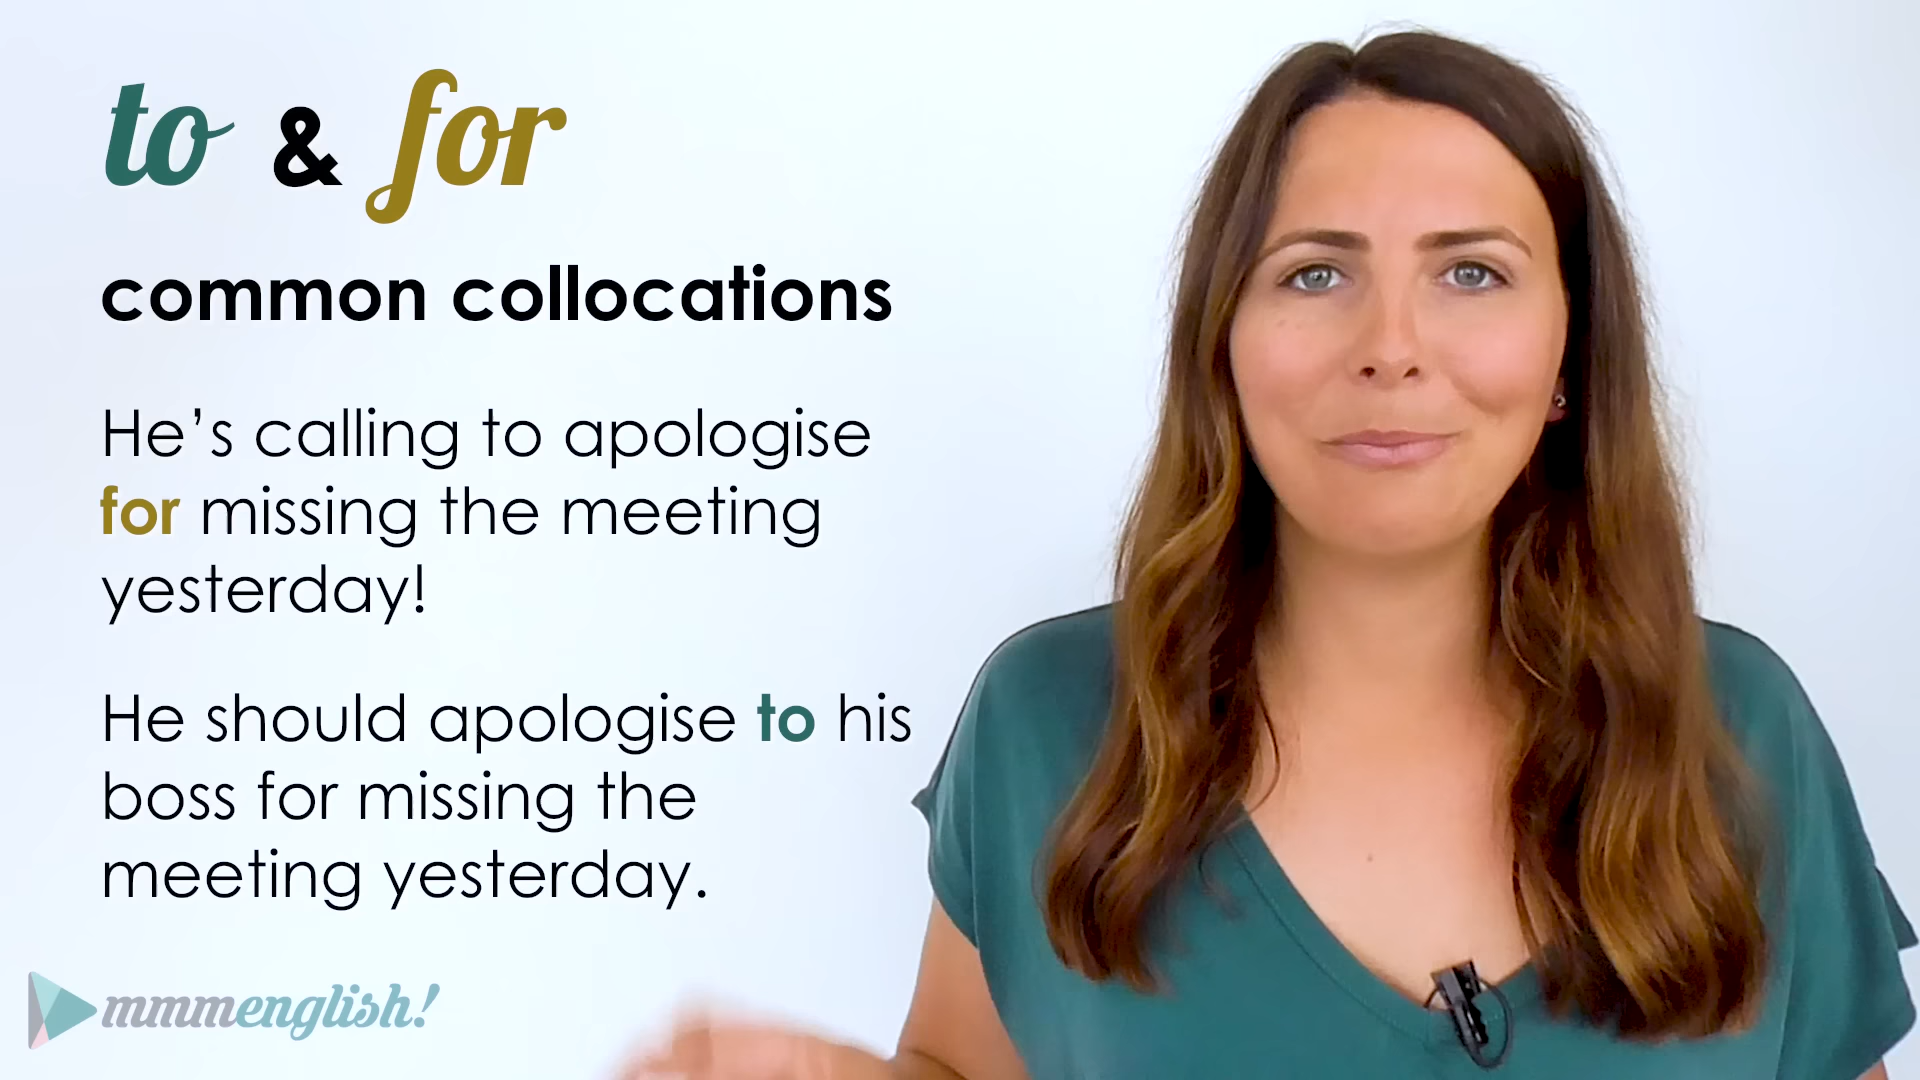 to & for
common collocations
He’s calling to apologise
for missing the meeting
yesterday!
He should apologise to his
boss for missing the
meeting yesterday.
mmmenglish!